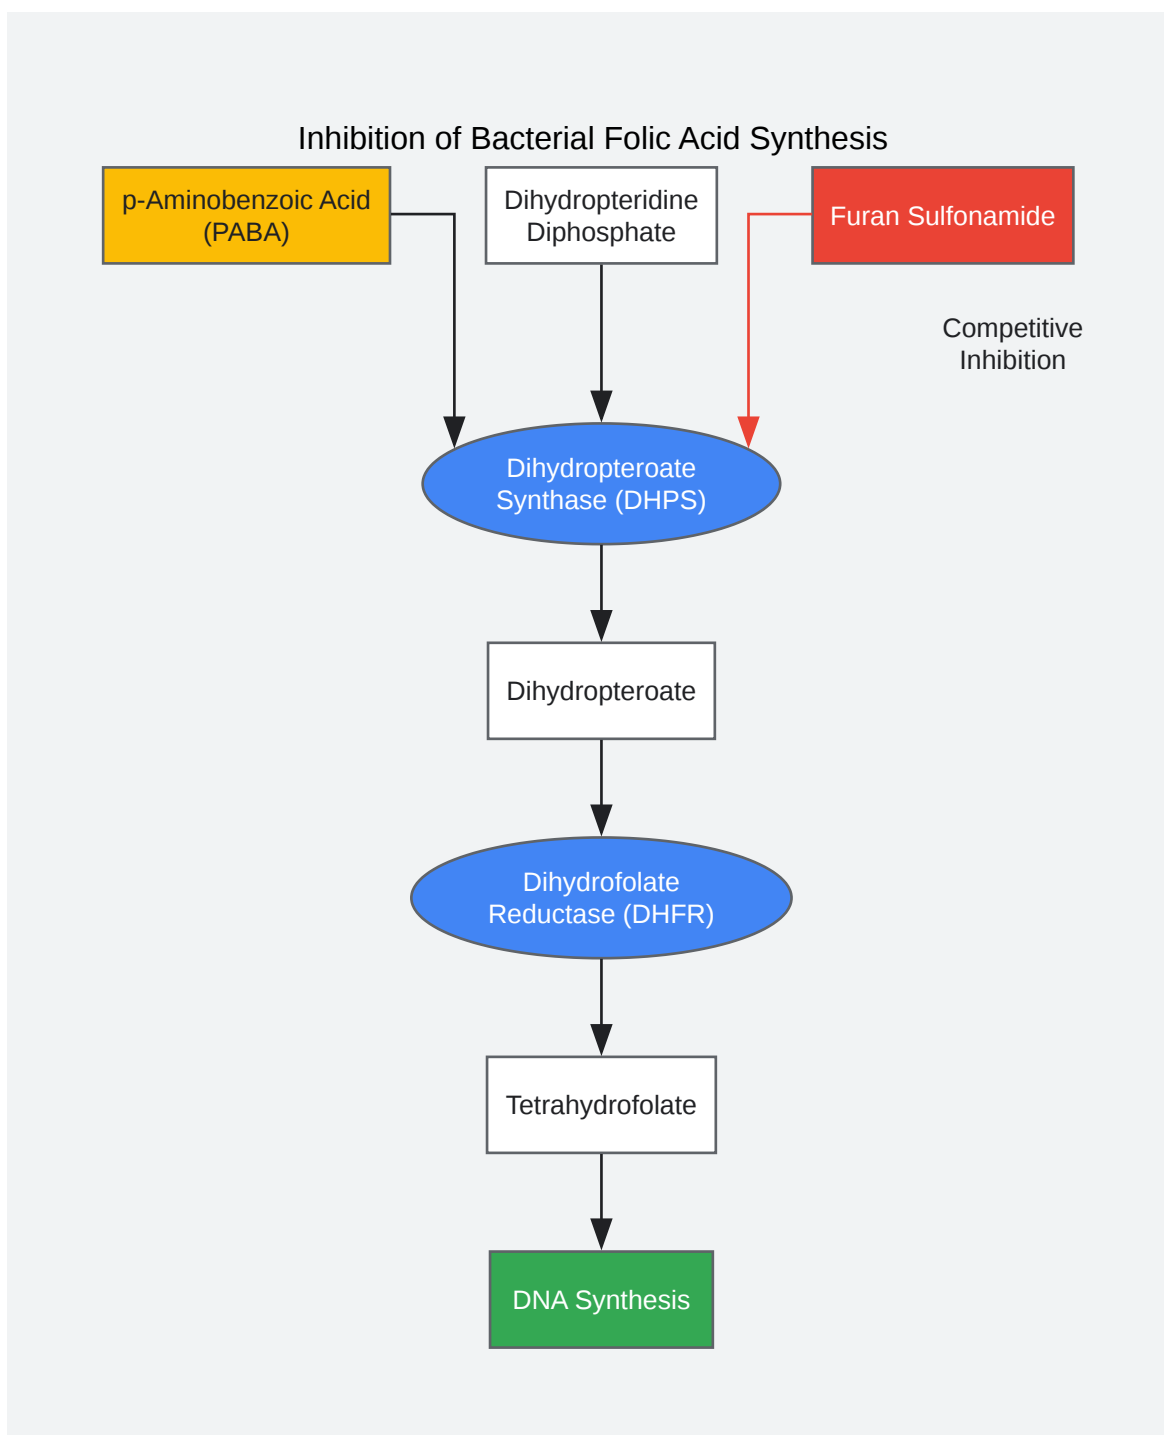 Inhibition of Bacterial Folic Acid Synthesis
p-Aminobenzoic Acid
(PABA)
Dihydropteridine
Diphosphate
Furan Sulfonamide
Competitive
Inhibition
Dihydropteroate
Synthase (DHPS)
Dihydropteroate
Dihydrofolate
Reductase (DHFR)
Tetrahydrofolate
DNA Synthesis